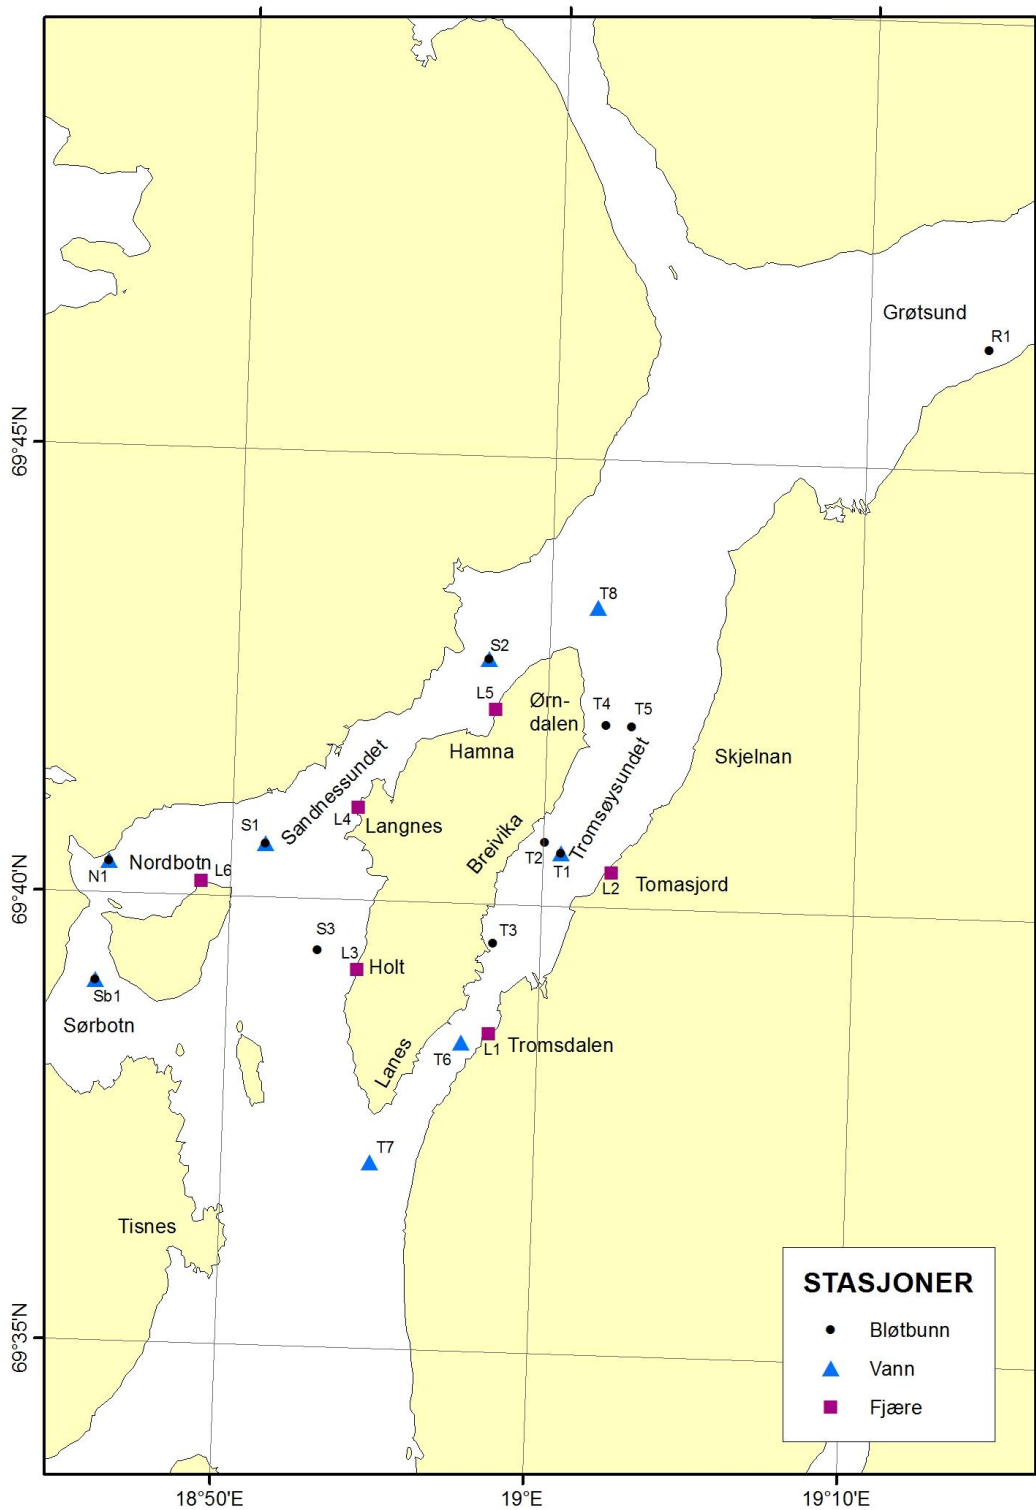 Grøtsund
R1
69°45'N
T8
S2
L5
Ørn-
dalen
T4
T5
Hamna
Skjelnan
Sandnessundet
Tromsøysundet
L4
Langnes
S1
Breivika
Nordbotn
N1
L6
T2
T1
L2
Tomasjord
69°40'N
S3
T3
L3
Holt
Sb1
Sørbotn
Lanes
T6
L1
Tromsdalen
T7
Tisnes
STASJONER
Bløtbunn
Vann
Fjære
69°35'N
18°50'E
19°E
19°10'E